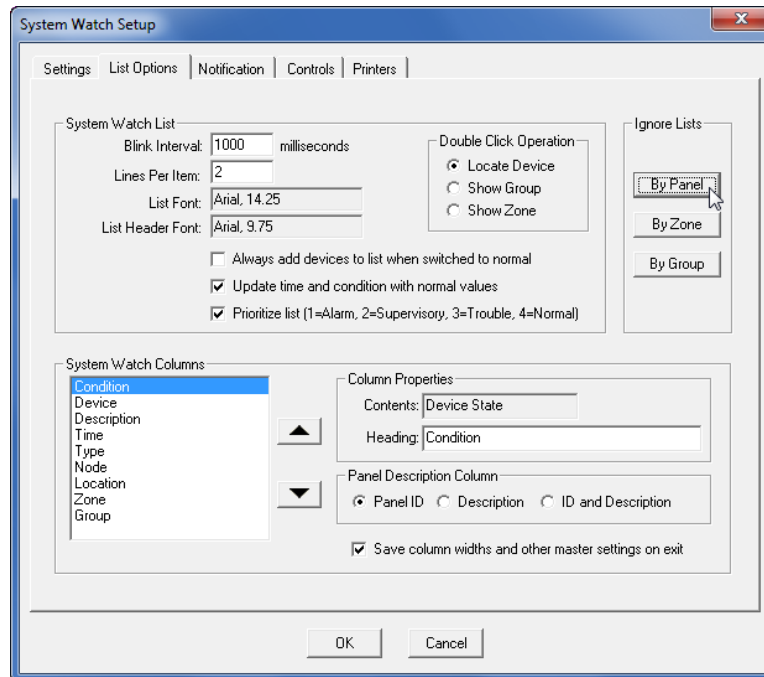 System Watch Setup
Settings List Options Notification Controls Printers
System Watch List
Blink Interval: 1000 milliseconds
Lines Per Item: 2
List Font: Arial, 14.25
List Header Font: Arial, 9.75
Double Click Operation
Locate Device
Show Group
Show Zone
Always add devices to list when switched to normal
Update time and condition with normal values
Prioritize list (1=Alarm, 2=Supervisory, 3=Trouble, 4=Normal)
Ignore Lists
By Panel
By Zone
By Group
System Watch Columns
Condition
Device
Description
Time
Type
Node
Location
Zone
Group
Column Properties
Contents: Device State
Heading: Condition
Panel Description Column
Panel ID Description ID and Description
Save column widths and other master settings on exit
OK Cancel